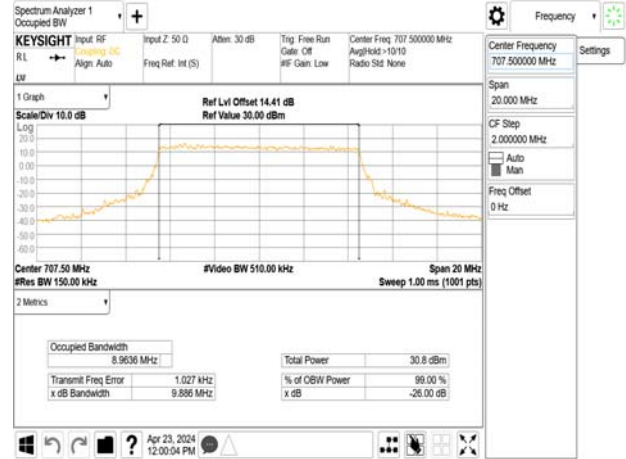 Spectrum Analyzer 1
Occupied BW
Frequency
KEYSIGHT
Input: RF
Coupling: DC
Align: Auto
Input Z: 50 Ω
Freq Ref: Int (S)
Atten: 30 dB
Trig: Free Run
Gate: Off
#IF Gain: Low
Center Freq: 707.500000 MHz
Avg|Hold:>10/10
Radio Std: None
RL
LV
Center Frequency
707.500000 MHz
Settings
Span
20.000 MHz
CF Step
2.000000 MHz
Auto
Man
Freq Offset
0 Hz
1 Graph
Ref Lvl Offset 14.41 dB
Scale/Div 10.0 dB
Ref Value 30.00 dBm
Log
20.0
10.0
0.00
-10.0
-20.0
-30.0
-40.0
-50.0
-60.0
Center 707.50 MHz
#Video BW 510.00 kHz
Span 20 MHz
#Res BW 150.00 kHz
Sweep 1.00 ms (1001 pts)
2 Metrics
Occupied Bandwidth
8.9636 MHz
Total Power
30.8 dBm
Transmit Freq Error
1.027 kHz
% of OBW Power
99.00 %
x dB Bandwidth
9.886 MHz
x dB
-26.00 dB
?
Apr 23, 2024
12:00:04 PM